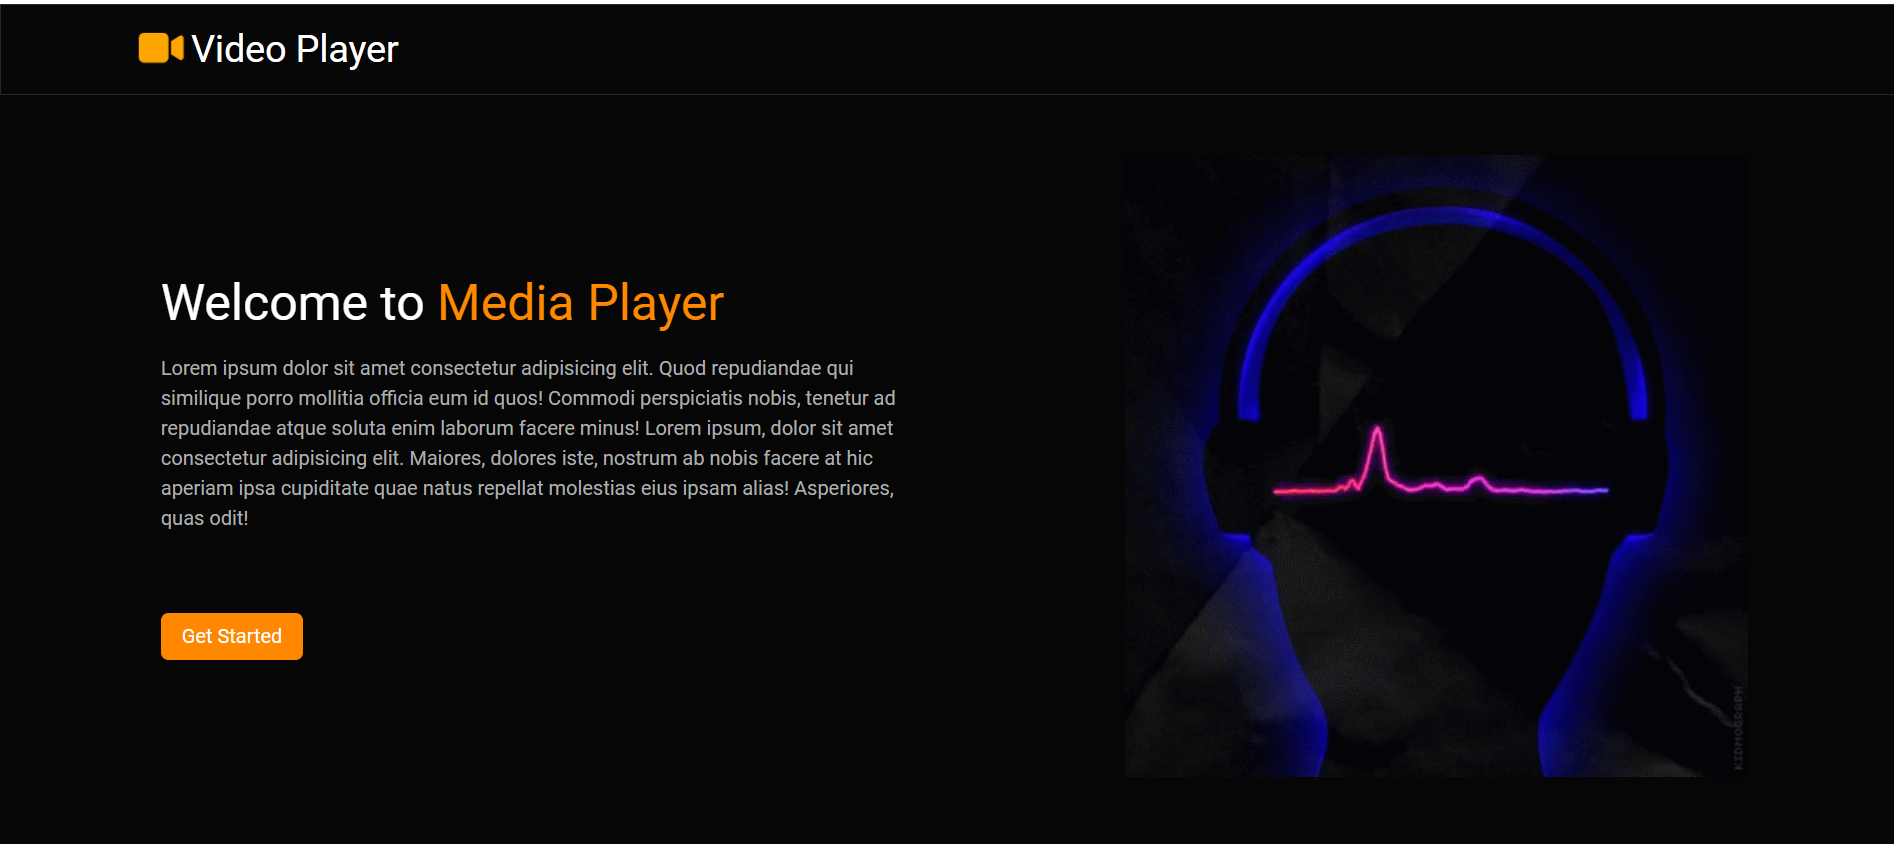 Video Player
Welcome to Media Player
Lorem ipsum dolor sit amet consectetur adipisicing elit. Quod repudiandae qui
similique porro mollitia officia eum id quos! Commodi perspiciatis nobis, tenetur ad
repudiandae atque soluta enim laborum facere minus! Lorem ipsum, dolor sit amet
consectetur adipisicing elit. Maiores, dolores iste, nostrum ab nobis facere at hic
aperiam ipsa cupiditate quae natus repellat molestias eius ipsam alias! Asperiores,
quas odit!
Get Started
KIDMOGRAPH